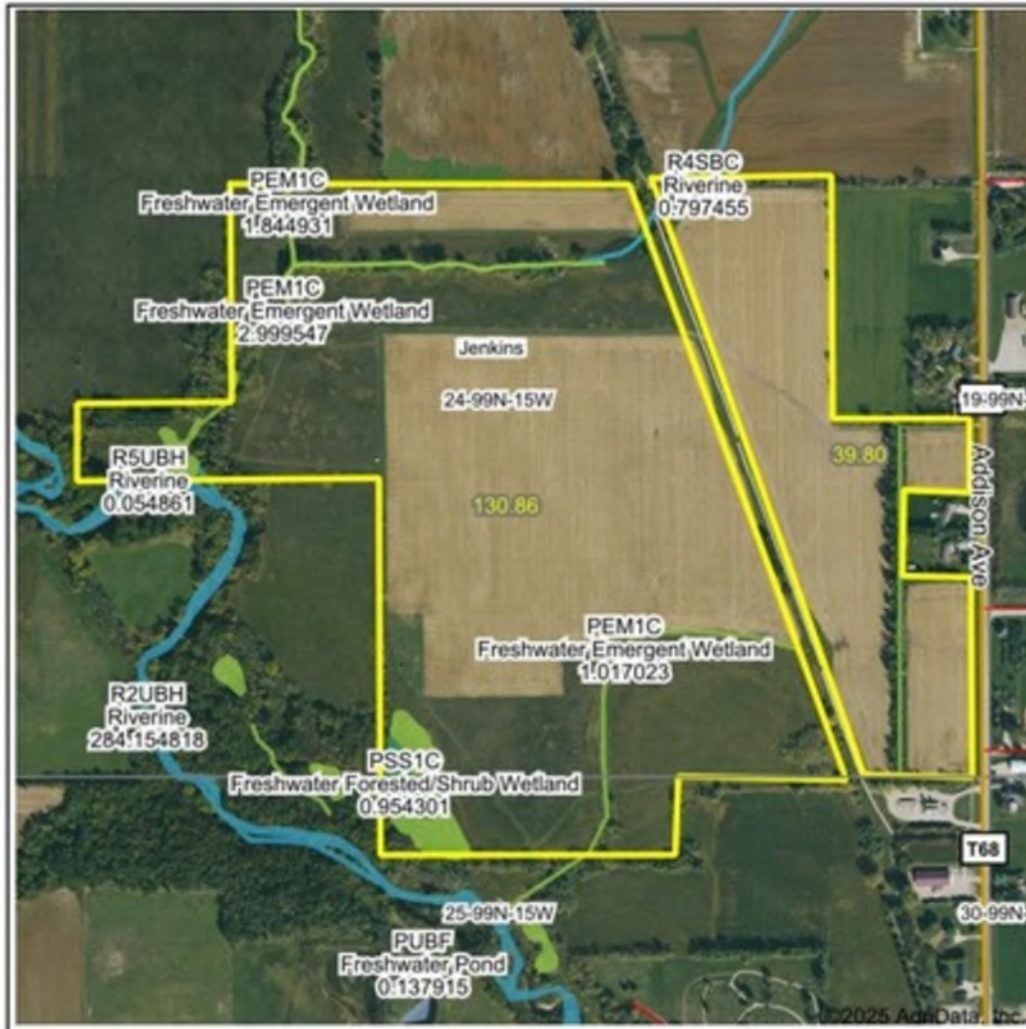 R4SBC
Riverine
0.797455
PEM1C
Freshwater Emergent Wetland
1.844931
PEM1C
Freshwater Emergent Wetland
2.999547
Jenkins
24-99N-15W
19-99N-
R5UBH
Riverine
0.054861
39.80
Addison Ave
130.86
PEM1C
Freshwater Emergent Wetland
1.017023
R2UBH
Riverine
284.154818
PSS1C
Freshwater Forested/Shrub Wetland
0.954301
T68
25-99N-15W
30-99N-
PUBF
Freshwater Pond
0.137915
©2025 AgriData, Inc.